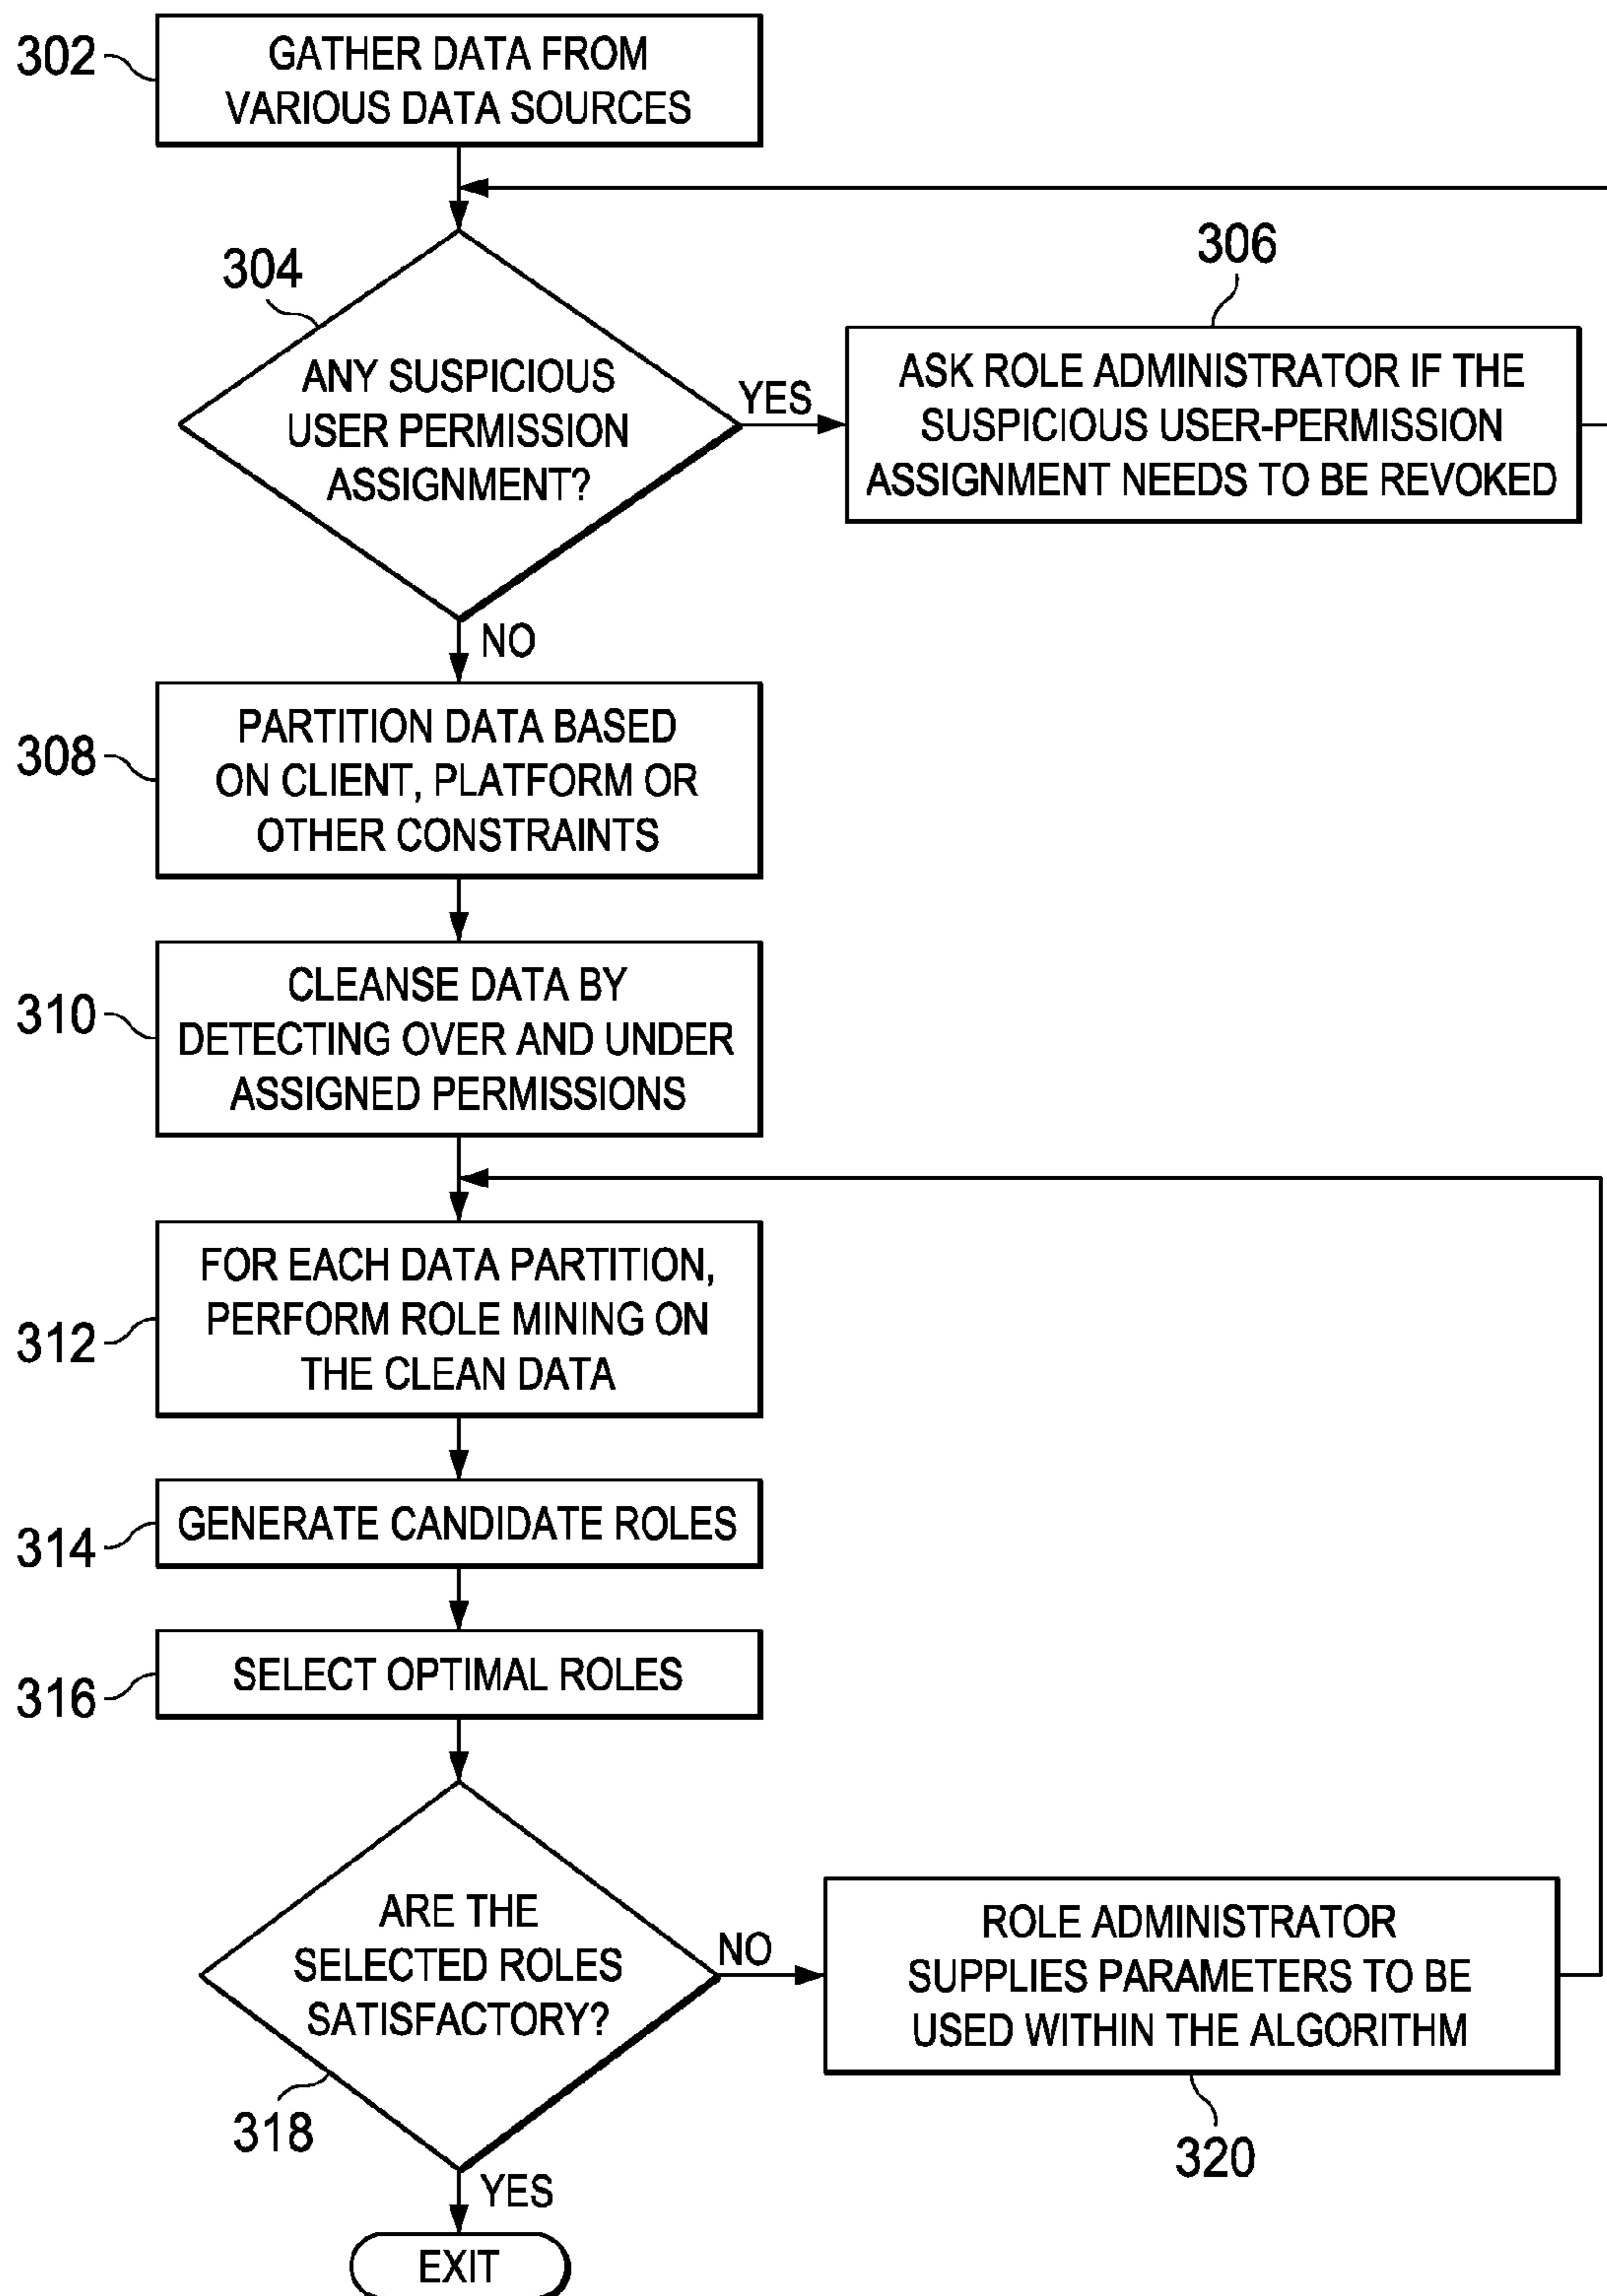 302
GATHER DATA FROM
VARIOUS DATA SOURCES
304
ANY SUSPICIOUS
USER PERMISSION
ASSIGNMENT?
YES
306
ASK ROLE ADMINISTRATOR IF THE
SUSPICIOUS USER-PERMISSION
ASSIGNMENT NEEDS TO BE REVOKED
NO
308
PARTITION DATA BASED
ON CLIENT, PLATFORM OR
OTHER CONSTRAINTS
310
CLEANSE DATA BY
DETECTING OVER AND UNDER
ASSIGNED PERMISSIONS
312
FOR EACH DATA PARTITION,
PERFORM ROLE MINING ON
THE CLEAN DATA
314
GENERATE CANDIDATE ROLES
316
SELECT OPTIMAL ROLES
ARE THE
SELECTED ROLES
SATISFACTORY?
318
NO
ROLE ADMINISTRATOR
SUPPLIES PARAMETERS TO BE
USED WITHIN THE ALGORITHM
320
YES
EXIT